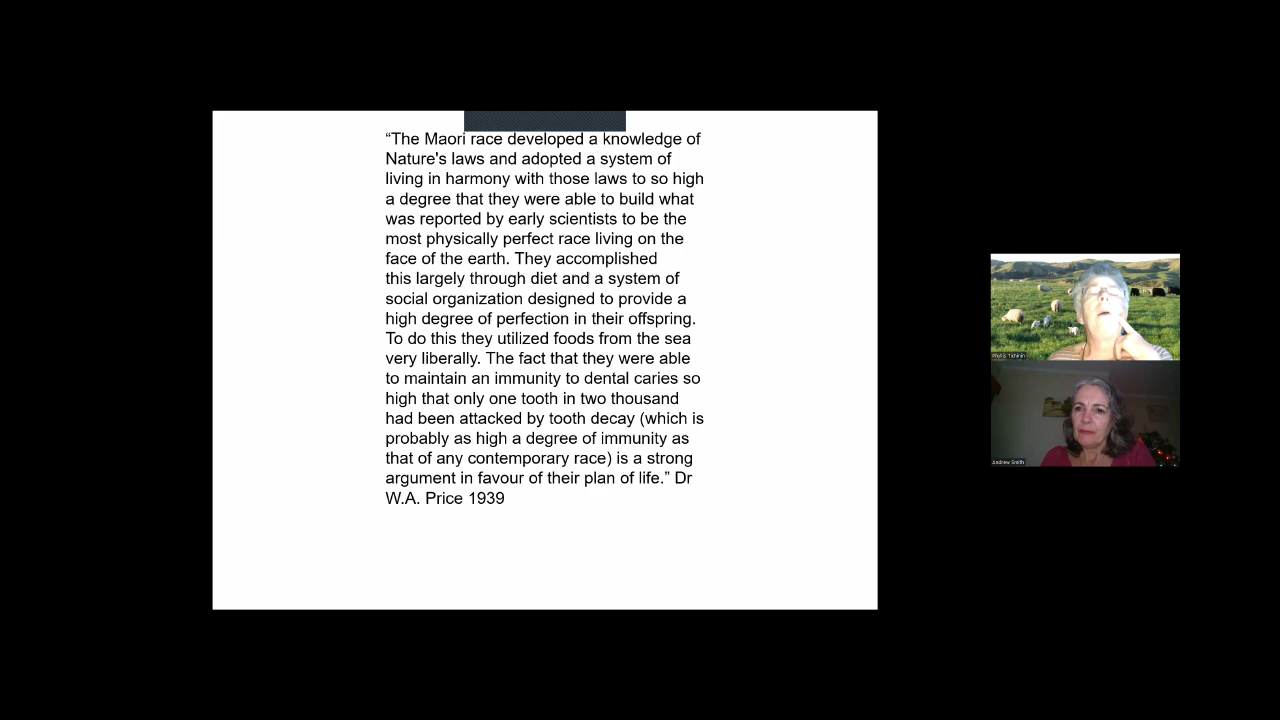 “The Maori race developed a knowledge of
Nature's laws and adopted a system of
living in harmony with those laws to so high
a degree that they were able to build what
was reported by early scientists to be the
most physically perfect race living on the
face of the earth. They accomplished
this largely through diet and a system of
social organization designed to provide a
high degree of perfection in their offspring.
To do this they utilized foods from the sea
very liberally. The fact that they were able
to maintain an immunity to dental caries so
high that only one tooth in two thousand
had been attacked by tooth decay (which is
probably as high a degree of immunity as
that of any contemporary race) is a strong
argument in favour of their plan of life.” Dr
W.A. Price 1939
Phyllis Tichinin
Andrew Smith